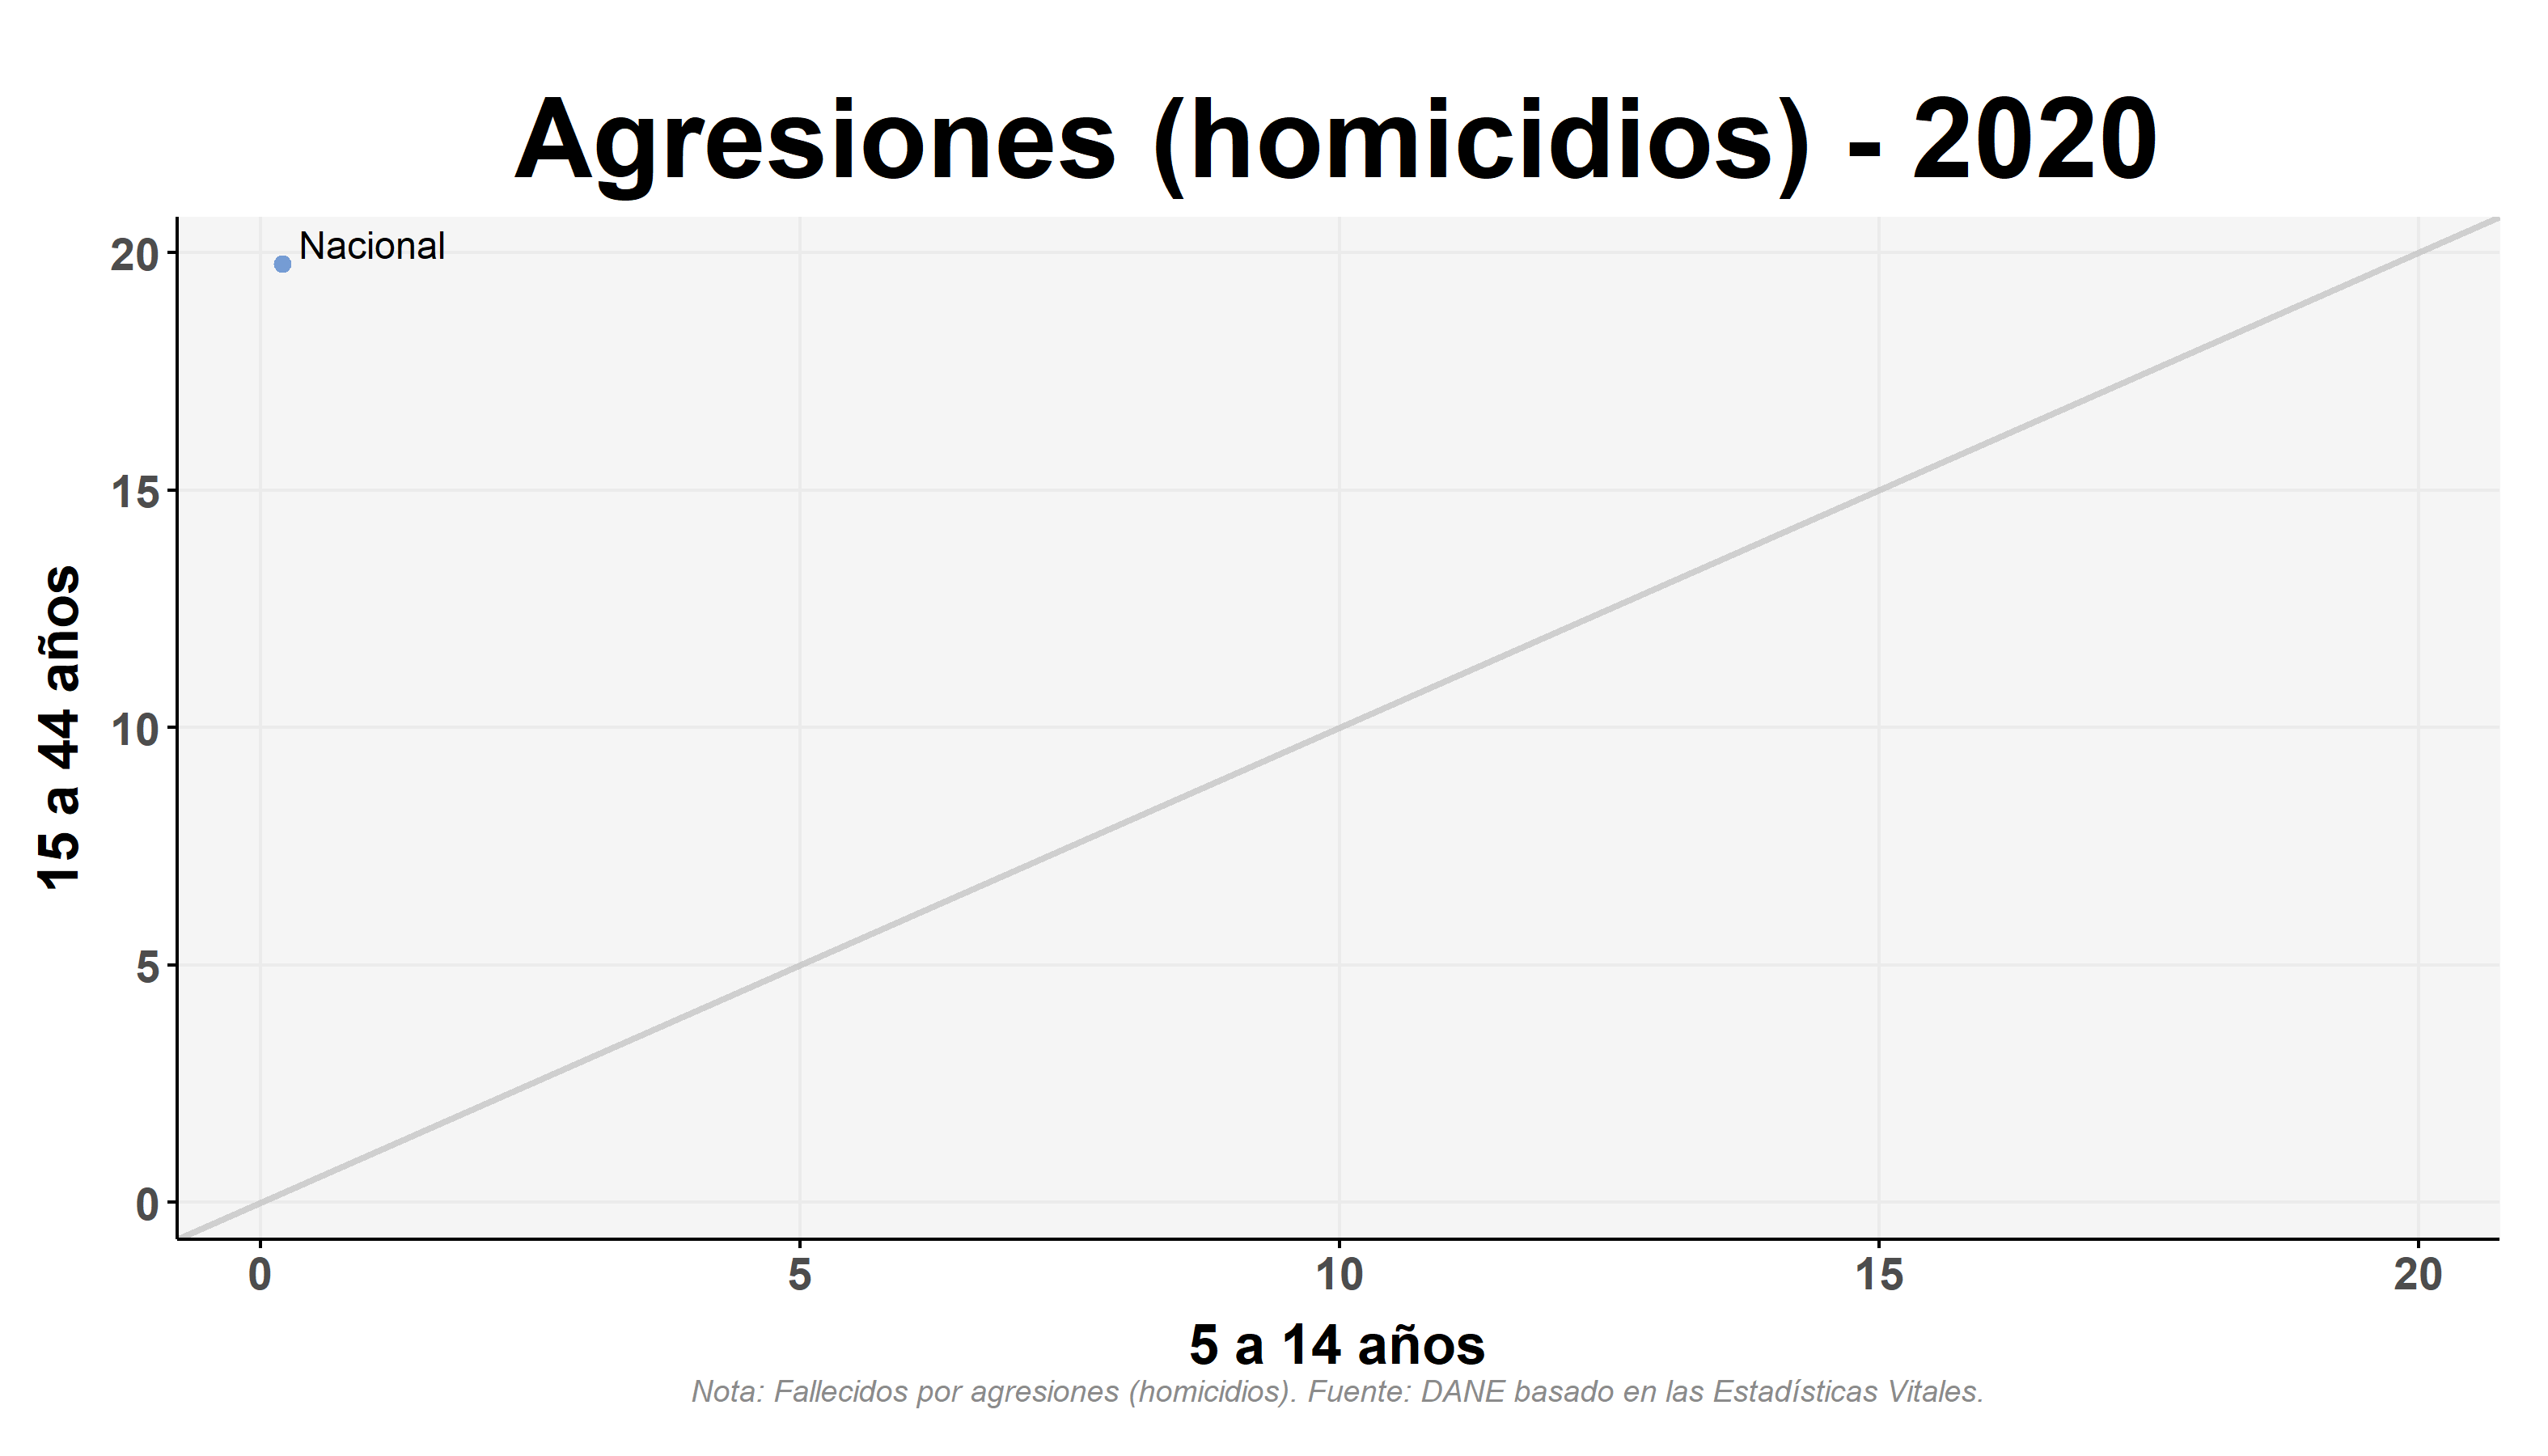 Agresiones (homicidios) - 2020
Nacional
20
15
10
5
0
15 a 44 años
0 5 10 15 20
5 a 14 años
Nota: Fallecidos por agresiones (homicidios). Fuente: DANE basado en las Estadísticas Vitales.